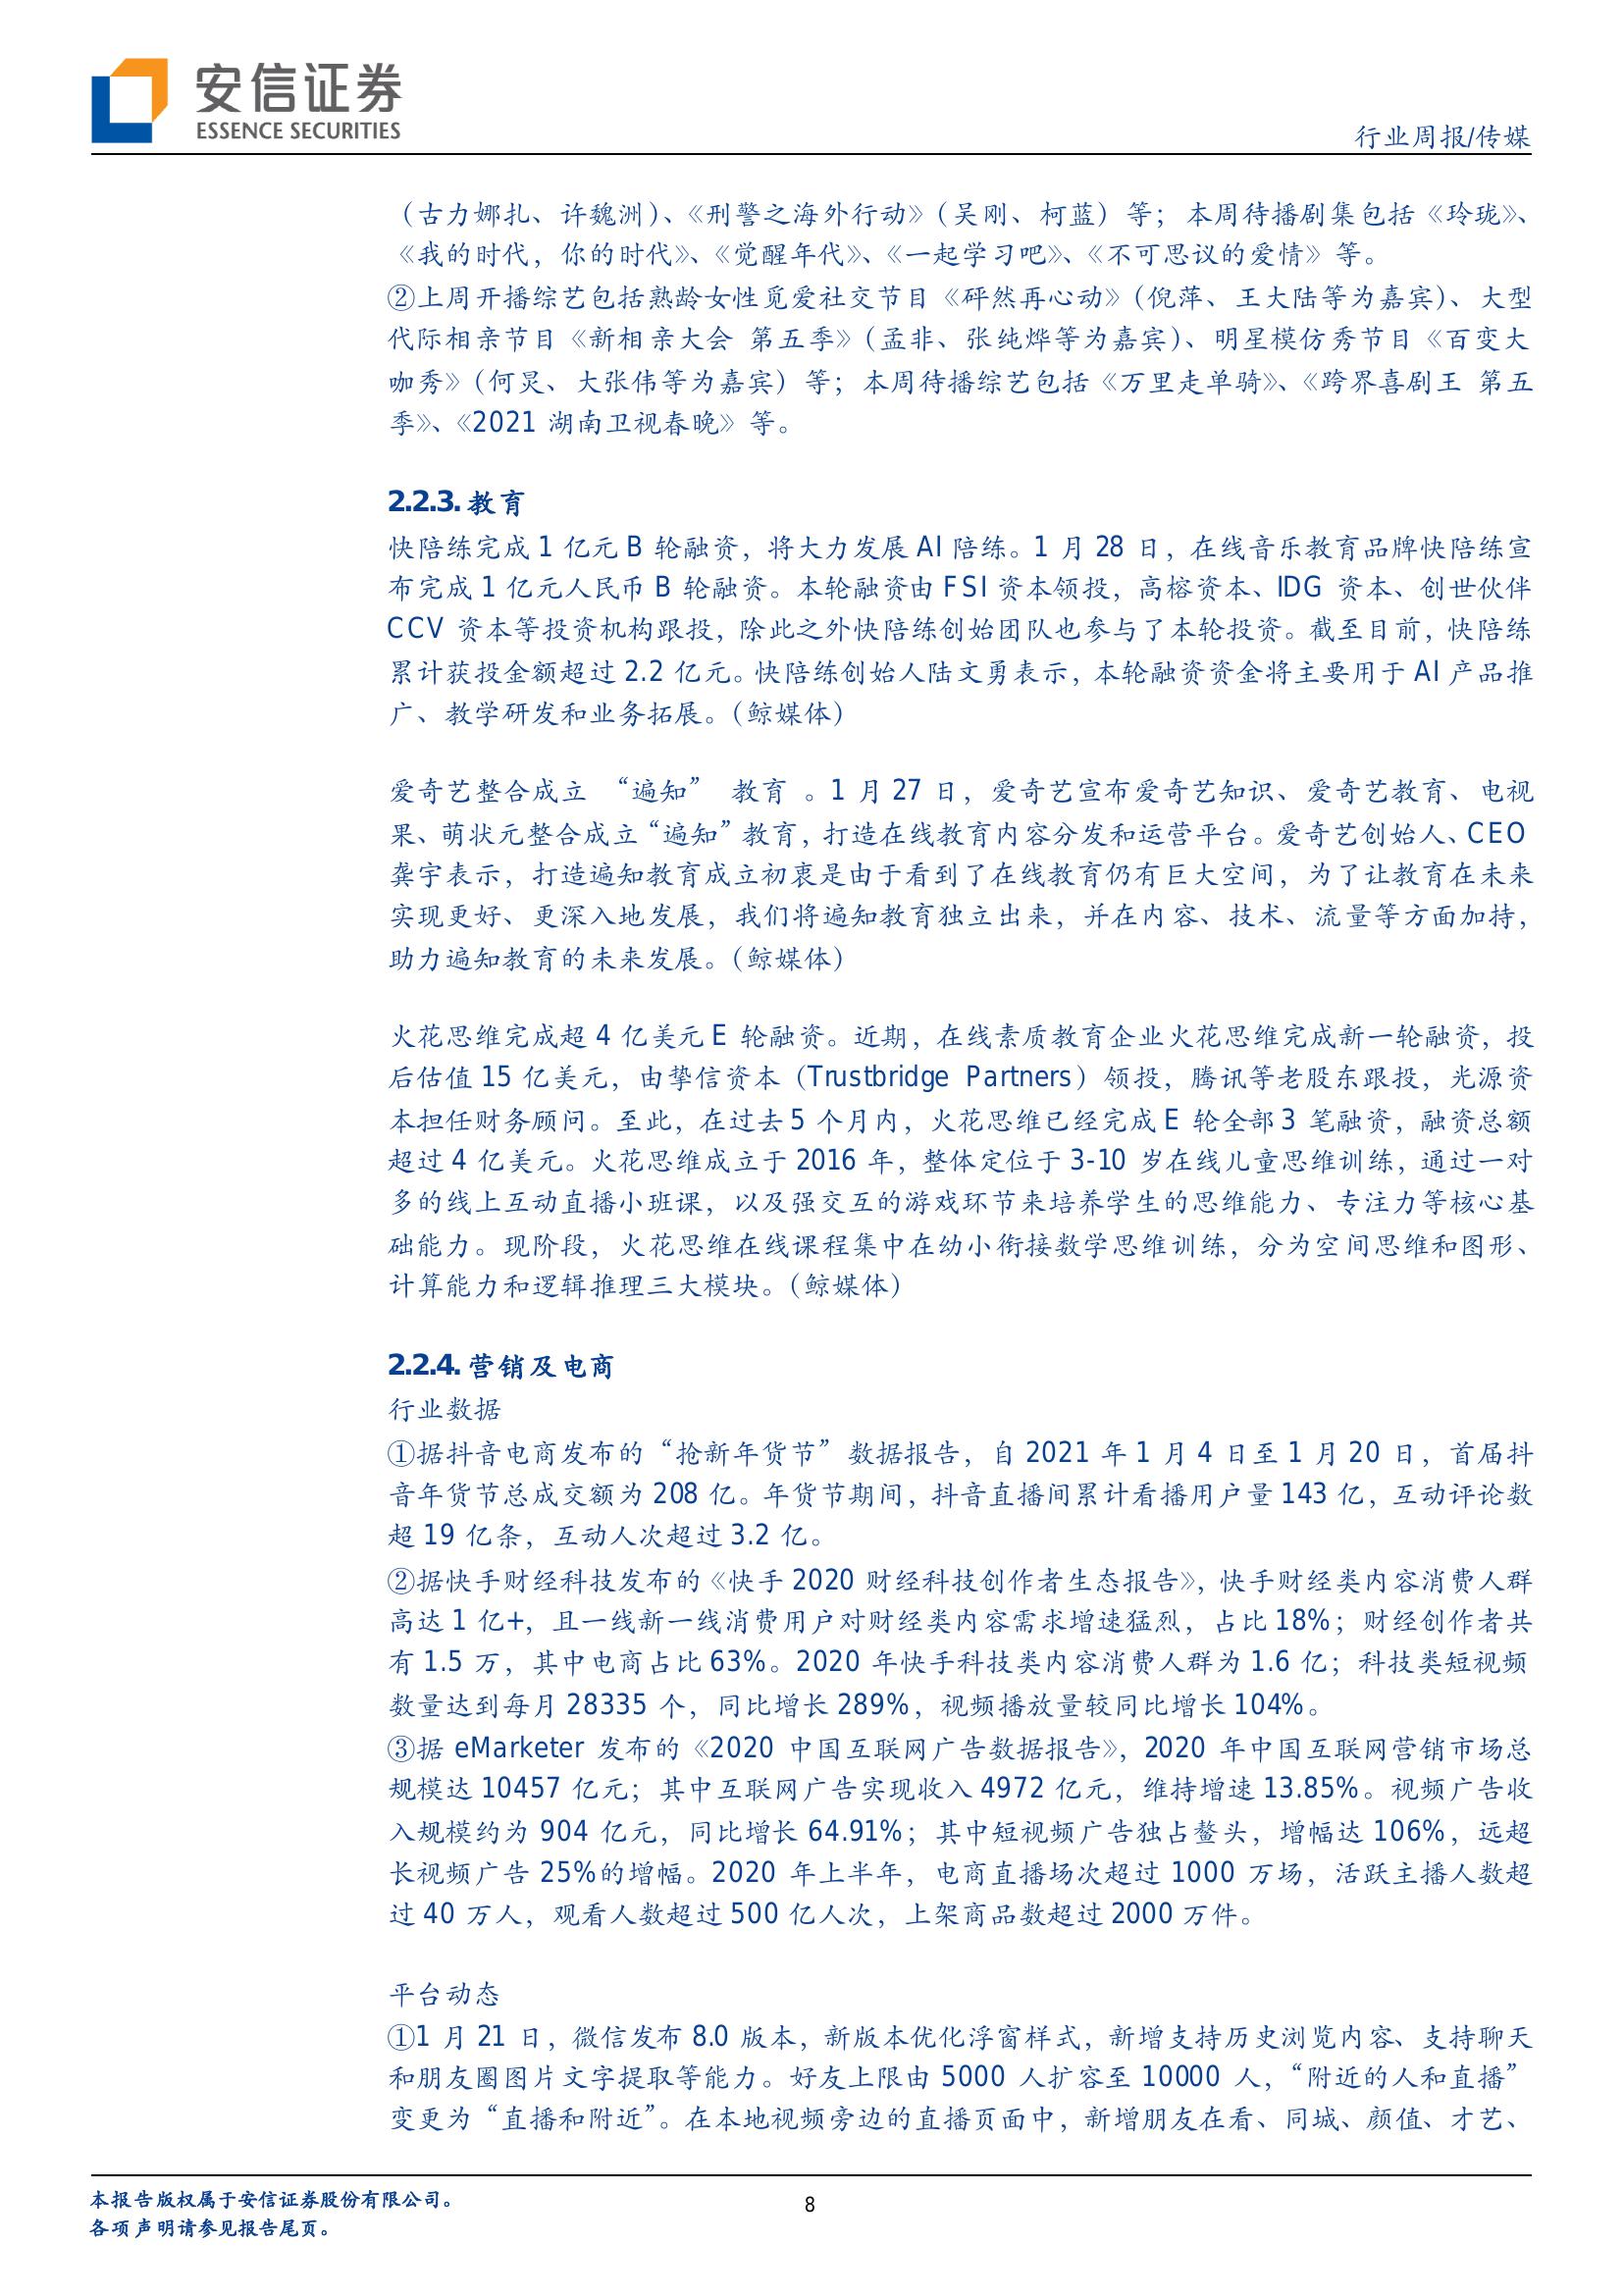 安信证券
ESSENCE SECURITIES
行业周报/传媒
（古力娜扎、许魏洲）、《刑警之海外行动》（吴刚、柯蓝）等；本周待播剧集包括《玲珑》、
《我的时代，你的时代》、《觉醒年代》、《一起学习吧》、《不可思议的爱情》等。
②上周开播综艺包括熟龄女性觅爱社交节目《砰然再心动》（倪萍、王大陆等为嘉宾）、大型
代际相亲节目《新相亲大会 第五季》（孟非、张纯烨等为嘉宾）、明星模仿秀节目《百变大
咖秀》（何炅、大张伟等为嘉宾）等；本周待播综艺包括《万里走单骑》、《跨界喜剧王 第五
季》、《2021 湖南卫视春晚》等。
2.2.3. 教育
快陪练完成 1 亿元 B 轮融资，将大力发展 AI 陪练。1 月 28 日，在线音乐教育品牌快陪练宣
布完成 1 亿元人民币 B 轮融资。本轮融资由 FSI 资本领投，高榕资本、IDG 资本、创世伙伴
CCV 资本等投资机构跟投，除此之外快陪练创始团队也参与了本轮投资。截至目前，快陪练
累计获投金额超过 2.2 亿元。快陪练创始人陆文勇表示，本轮融资资金将主要用于 AI 产品推
广、教学研发和业务拓展。（鲸媒体）
爱奇艺整合成立 “遍知” 教育 。1 月 27 日，爱奇艺宣布爱奇艺知识、爱奇艺教育、电视
果、萌状元整合成立“遍知”教育，打造在线教育内容分发和运营平台。爱奇艺创始人、CEO
龚宇表示，打造遍知教育成立初衷是由于看到了在线教育仍有巨大空间，为了让教育在未来
实现更好、更深入地发展，我们将遍知教育独立出来，并在内容、技术、流量等方面加持，
助力遍知教育的未来发展。（鲸媒体）
火花思维完成超 4 亿美元 E 轮融资。近期，在线素质教育企业火花思维完成新一轮融资，投
后估值 15 亿美元，由挚信资本（Trustbridge Partners）领投，腾讯等老股东跟投，光源资
本担任财务顾问。至此，在过去 5 个月内，火花思维已经完成 E 轮全部 3 笔融资，融资总额
超过 4 亿美元。火花思维成立于 2016 年，整体定位于 3-10 岁在线儿童思维训练，通过一对
多的线上互动直播小班课，以及强交互的游戏环节来培养学生的思维能力、专注力等核心基
础能力。现阶段，火花思维在线课程集中在幼小衔接数学思维训练，分为空间思维和图形、
计算能力和逻辑推理三大模块。（鲸媒体）
2.2.4. 营销及电商
行业数据
①据抖音电商发布的“抢新年货节”数据报告，自 2021 年 1 月 4 日至 1 月 20 日，首届抖
音年货节总成交额为 208 亿。年货节期间，抖音直播间累计看播用户量 143 亿，互动评论数
超 19 亿条，互动人次超过 3.2 亿。
②据快手财经科技发布的《快手 2020 财经科技创作者生态报告》，快手财经类内容消费人群
高达 1 亿+，且一线新一线消费用户对财经类内容需求增速猛烈，占比 18%；财经创作者共
有 1.5 万，其中电商占比 63%。2020 年快手科技类内容消费人群为 1.6 亿；科技类短视频
数量达到每月 28335 个，同比增长 289%，视频播放量较同比增长 104%。
③据 eMarketer 发布的《2020 中国互联网广告数据报告》，2020 年中国互联网营销市场总
规模达 10457 亿元；其中互联网广告实现收入 4972 亿元，维持增速 13.85%。视频广告收
入规模约为 904 亿元，同比增长 64.91%；其中短视频广告独占鳌头，增幅达 106%，远超
长视频广告 25%的增幅。2020 年上半年，电商直播场次超过 1000 万场，活跃主播人数超
过 40 万人，观看人数超过 500 亿人次，上架商品数超过 2000 万件。
平台动态
①1 月 21 日，微信发布 8.0 版本，新版本优化浮窗样式，新增支持历史浏览内容、支持聊天
和朋友圈图片文字提取等能力。好友上限由 5000 人扩容至 10000 人，“附近的人和直播”
变更为“直播和附近”。在本地视频旁边的直播页面中，新增朋友在看、同城、颜值、才艺、
本报告版权属于安信证券股份有限公司。
各项声明请参见报告尾页。
8